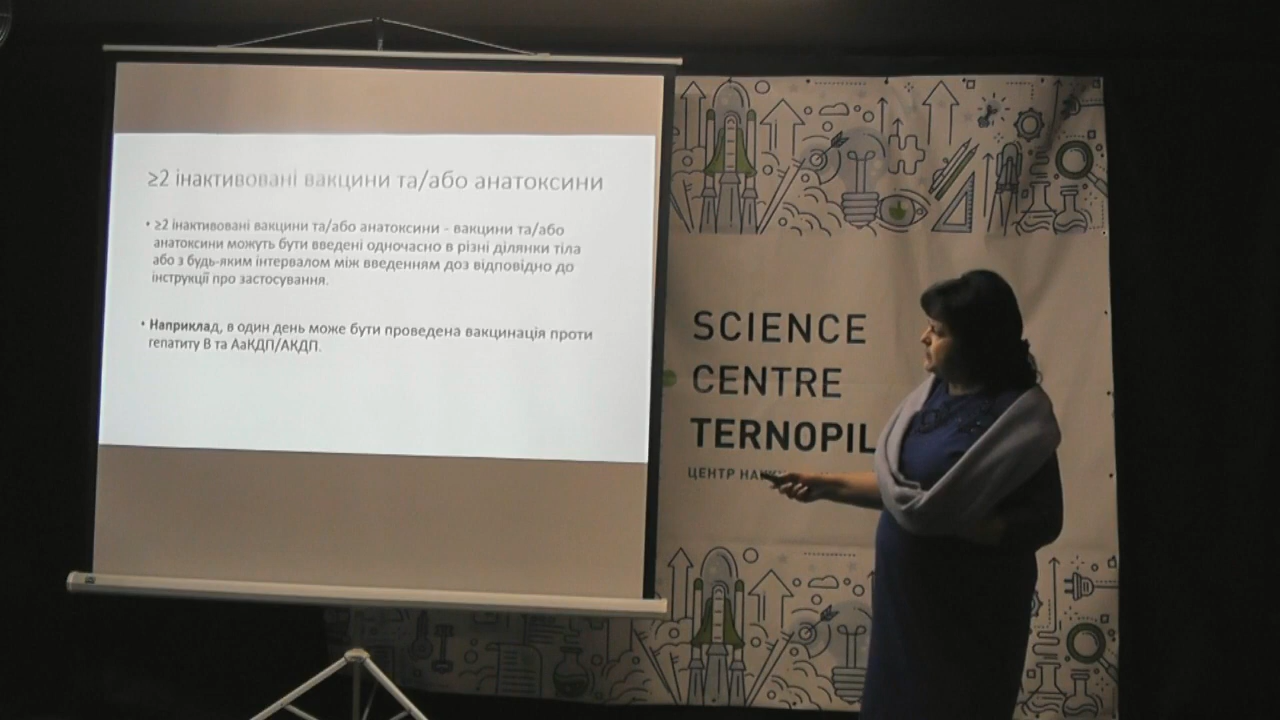 ≥2 інактивовані вакцини та/або анатоксини
• ≥2 інактивовані вакцини та/або анатоксини - вакцини та/або
анатоксини можуть бути введені одночасно в різні ділянки тіла
або з будь-яким інтервалом між введенням доз відповідно до
інструкції про застосування.
• Наприклад, в один день може бути проведена вакцинація проти
гепатиту В та АаКДП/АКДП.
SCIENCE
CENTRE
TERNOPIL
ЦЕНТР